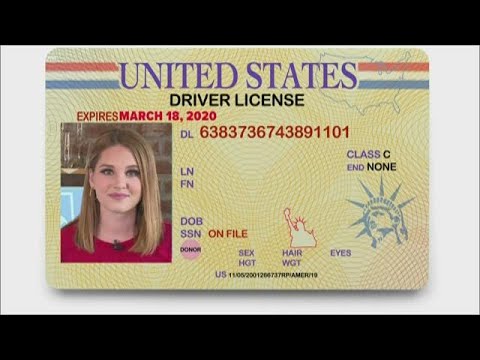 UNITED STATES
DRIVER LICENSE
EXPIRES MARCH 18, 2020
DL 6383736743891101
CLASS C
END NONE
LN
FN
DOB
SSN ON FILE
DONOR
SEX HAIR EYES
HGT WGT
US 11/05/2001266737RP/AMER/19